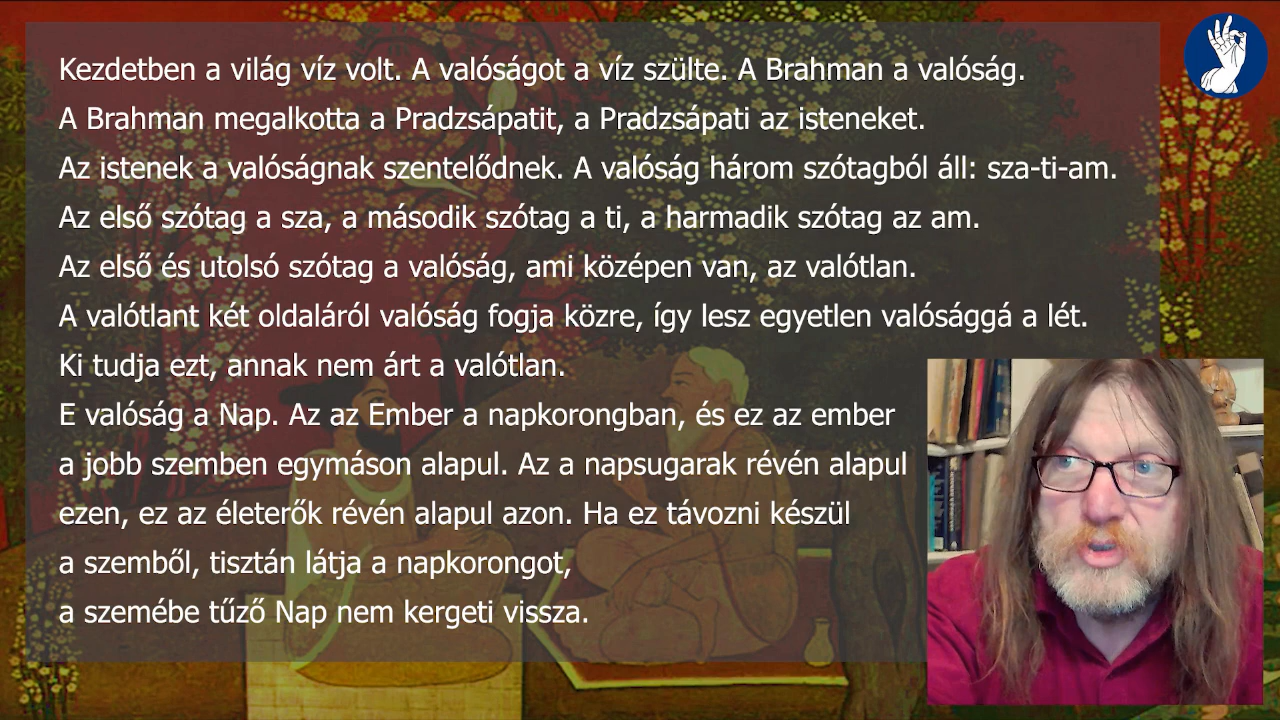 Kezdetben a világ víz volt. A valóságot a víz szülte. A Brahman a valóság.
A Brahman megalkotta a Pradzsápatit, a Pradzsápati az isteneket.
Az istenek a valóságnak szentelődnek. A valóság három szótagból áll: sza-ti-am.
Az első szótag a sza, a második szótag a ti, a harmadik szótag az am.
Az első és utolsó szótag a valóság, ami középen van, az valótlan.
A valótlant két oldaláról valóság fogja közre, így lesz egyetlen valósággá a lét.
Ki tudja ezt, annak nem árt a valótlan.
E valóság a Nap. Az az Ember a napkorongban, és ez az ember
a jobb szemben egymáson alapul. Az a napsugarak révén alapul
ezen, ez az életerők révén alapul azon. Ha ez távozni készül
a szemből, tisztán látja a napkorongot,
a szemébe tűző Nap nem kergeti vissza.